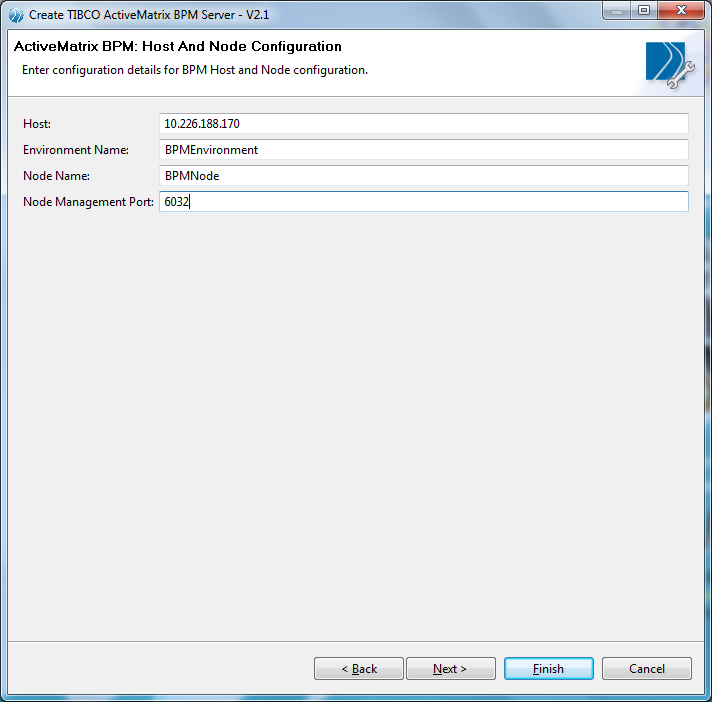 Create TIBCO ActiveMatrix BPM Server - V2.1
ActiveMatrix BPM: Host And Node Configuration
Enter configuration details for BPM Host and Node configuration.
Host: 10.226.188.170
Environment Name: BPMEnvironment
Node Name: BPMNode
Node Management Port: 6032
< Back Next > Finish Cancel